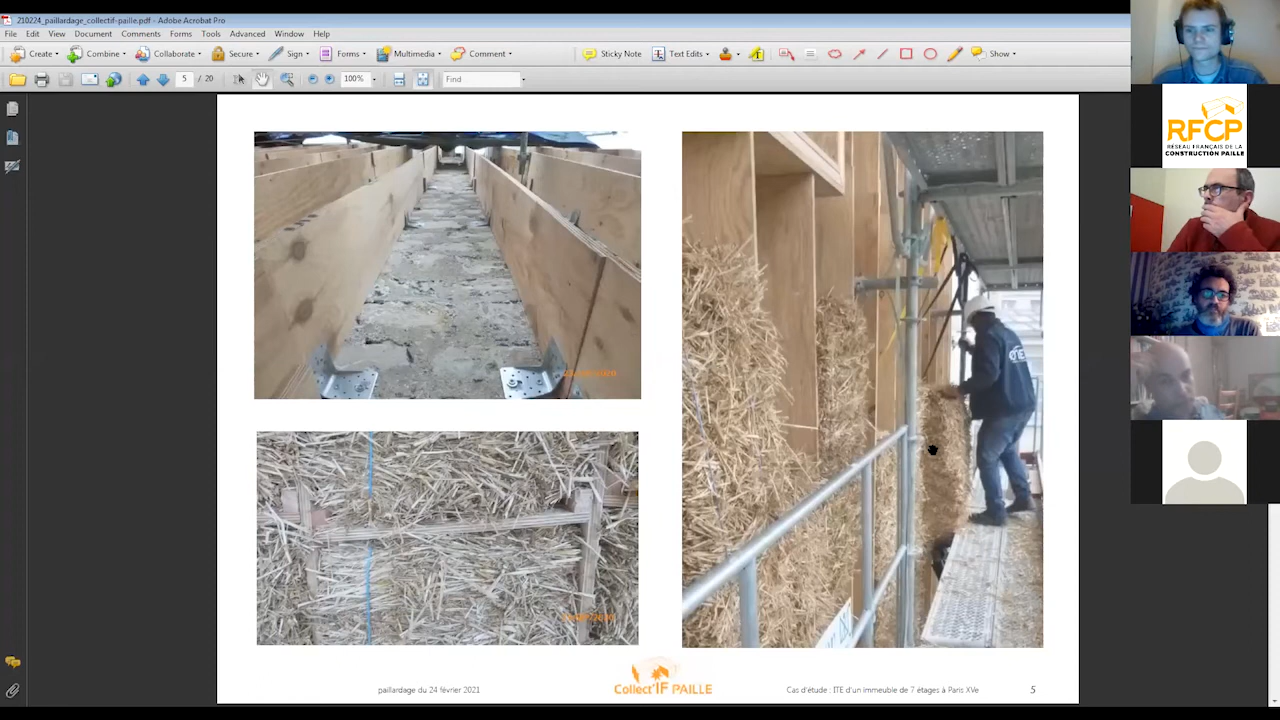 210224_paillardage_collectif-paille.pdf - Adobe Acrobat Pro
File Edit View Document Comments Forms Tools Advanced Window Help
Create Combine Collaborate Secure Sign Forms Multimedia Comment Sticky Note Text Edits Show
5 / 20 100% Find
RFCP
RÉSEAU FRANÇAIS DE LA
CONSTRUCTION PAILLE
paillardage du 24 février 2021
Collect'IF PAILLE
Cas d'étude : ITE d'un immeuble de 7 étages à Paris XVe
5